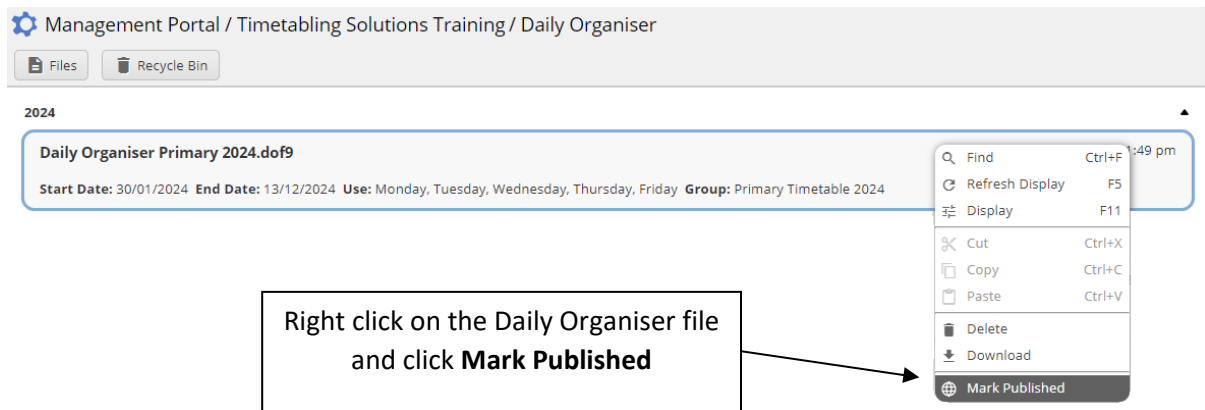 Management Portal / Timetabling Solutions Training / Daily Organiser
Files Recycle Bin
2024
Daily Organiser Primary 2024.dof9
:49 pm
Start Date: 30/01/2024 End Date: 13/12/2024 Use: Monday, Tuesday, Wednesday, Thursday, Friday Group: Primary Timetable 2024
Find Ctrl+F
Refresh Display F5
Display F11
Cut Ctrl+X
Copy Ctrl+C
Paste Ctrl+V
Delete
Download
Mark Published
Right click on the Daily Organiser file
and click Mark Published